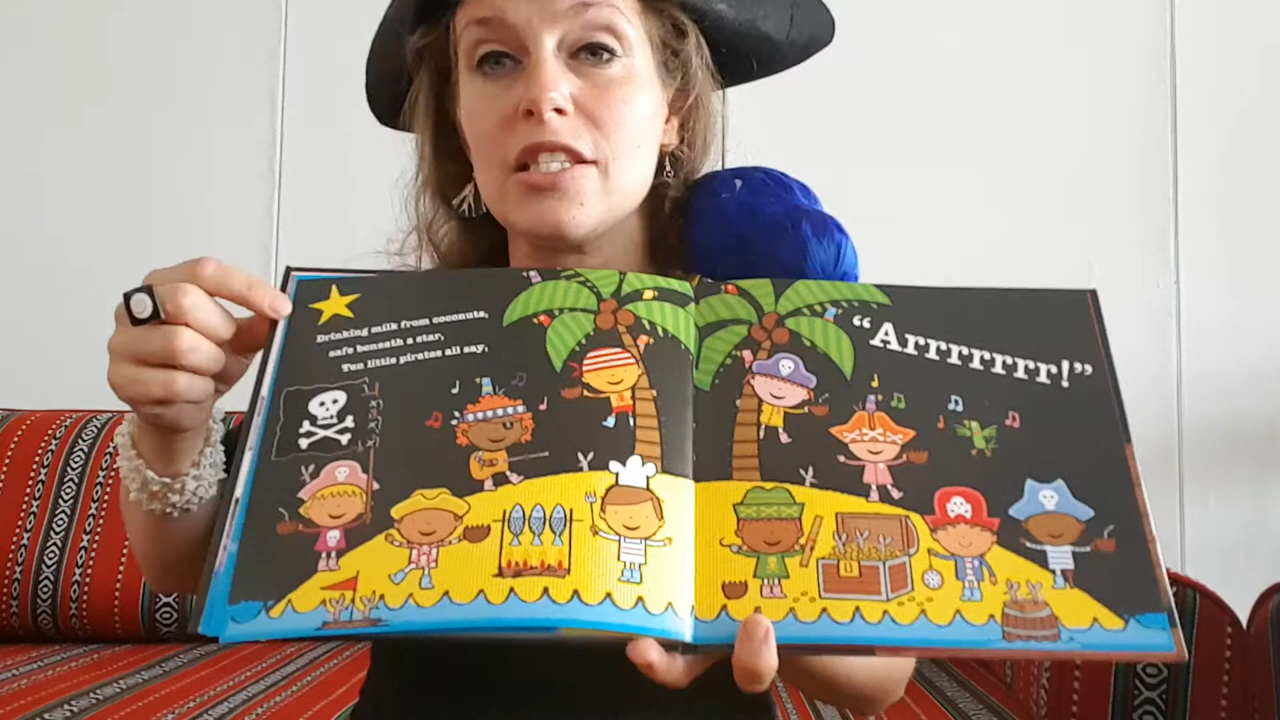 Drinking milk from coconuts,
safe beneath a star,
Ten little pirates all say,
“Arrrrrrr!”